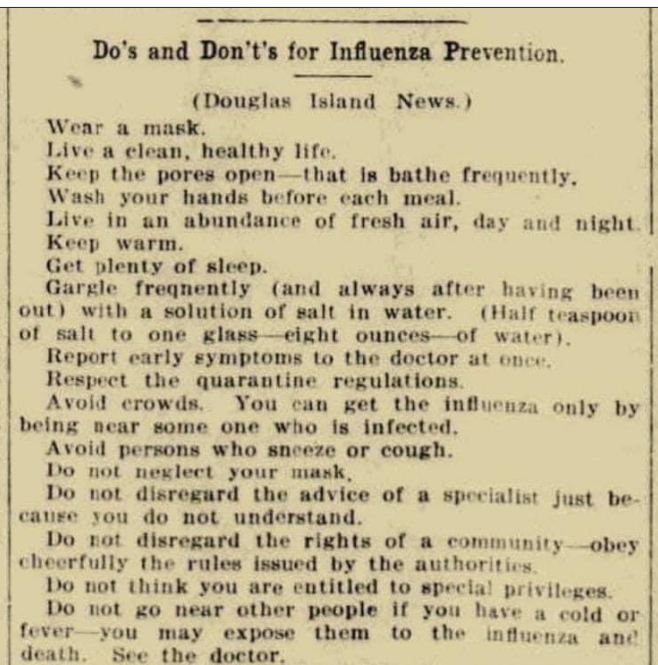 Do's and Don't's for Influenza Prevention.
(Douglas Island News.)
Wear a mask.
Live a clean, healthy life.
Keep the pores open—that is bathe frequently.
Wash your hands before each meal.
Live in an abundance of fresh air, day and night.
Keep warm.
Get plenty of sleep.
Gargle freqnently (and always after having been
out) with a solution of salt in water. (Half teaspoon
of salt to one glass—eight ounces—of water).
Report early symptoms to the doctor at once.
Respect the quarantine regulations.
Avoid crowds. You can get the influenza only by
being near some one who is infected.
Avoid persons who sneeze or cough.
Do not neglect your mask.
Do not disregard the advice of a specialist just be-
cause you do not understand.
Do not disregard the rights of a community—obey
cheerfully the rules issued by the authorities.
Do not think you are entitled to special privileges.
Do not go near other people if you have a cold or
fever—you may expose them to the influenza and
death. See the doctor.